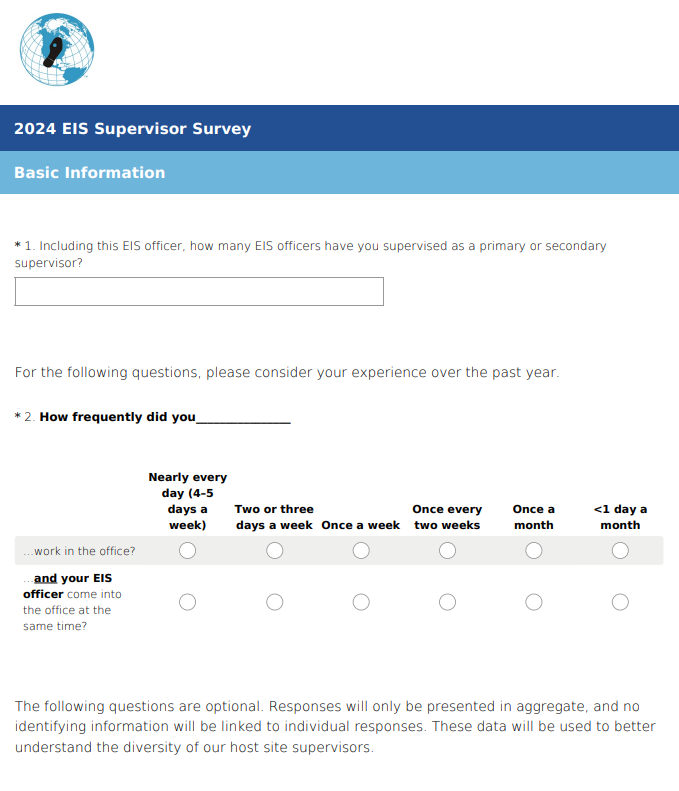 2024 EIS Supervisor Survey
Basic Information
* 1. Including this EIS officer, how many EIS officers have you supervised as a primary or secondary
supervisor?
For the following questions, please consider your experience over the past year.
* 2. How frequently did you______________
Nearly every
day (4–5
days a
week)
Two or three
days a week
Once a week
Once every
two weeks
Once a
month
<1 day a
month
...work in the office?
...and your EIS
officer come into
the office at the
same time?
The following questions are optional. Responses will only be presented in aggregate, and no
identifying information will be linked to individual responses. These data will be used to better
understand the diversity of our host site supervisors.